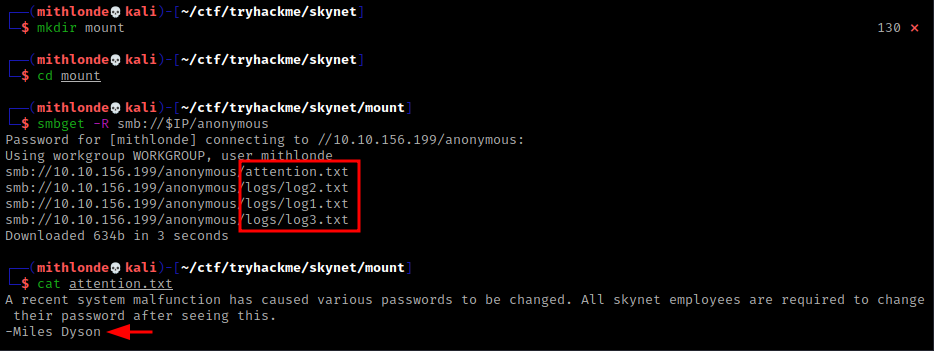 (mithlonde💀kali)-[~/ctf/tryhackme/skynet]
$ mkdir mount 130 ×
(mithlonde💀kali)-[~/ctf/tryhackme/skynet]
$ cd mount
(mithlonde💀kali)-[~/ctf/tryhackme/skynet/mount]
$ smbget -R smb://$IP/anonymous
Password for [mithlonde] connecting to //10.10.156.199/anonymous:
Using workgroup WORKGROUP, user mithlonde
smb://10.10.156.199/anonymous/attention.txt
smb://10.10.156.199/anonymous/logs/log2.txt
smb://10.10.156.199/anonymous/logs/log1.txt
smb://10.10.156.199/anonymous/logs/log3.txt
Downloaded 634b in 3 seconds
(mithlonde💀kali)-[~/ctf/tryhackme/skynet/mount]
$ cat attention.txt
A recent system malfunction has caused various passwords to be changed. All skynet employees are required to change
their password after seeing this.
-Miles Dyson